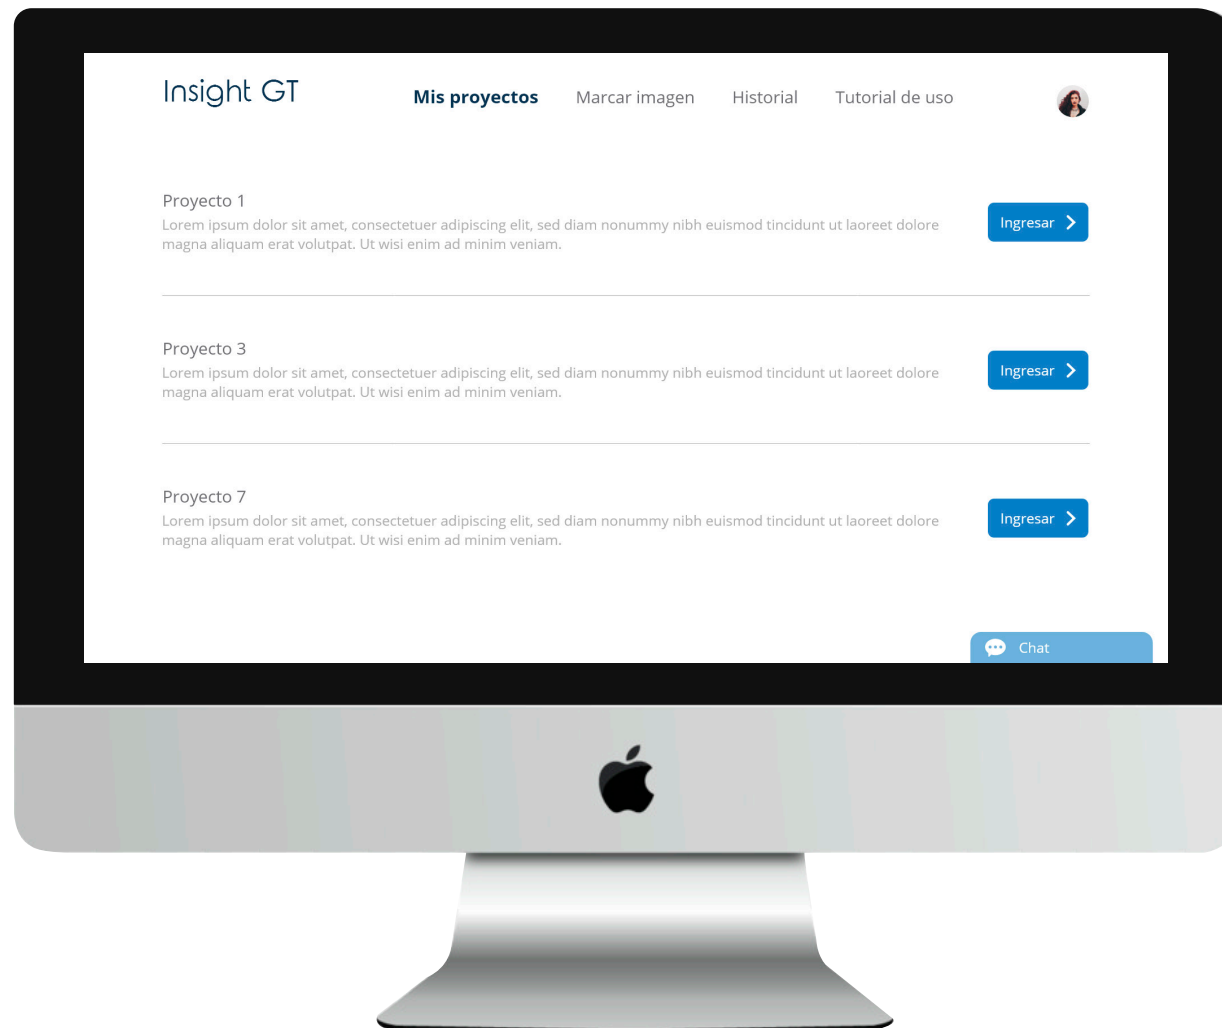 Insight GT
Mis proyectos Marcar imagen Historial Tutorial de uso
Proyecto 1
Lorem ipsum dolor sit amet, consectetuer adipiscing elit, sed diam nonummy nibh euismod tincidunt ut laoreet dolore
magna aliquam erat volutpat. Ut wisi enim ad minim veniam.
Ingresar
Proyecto 3
Lorem ipsum dolor sit amet, consectetuer adipiscing elit, sed diam nonummy nibh euismod tincidunt ut laoreet dolore
magna aliquam erat volutpat. Ut wisi enim ad minim veniam.
Ingresar
Proyecto 7
Lorem ipsum dolor sit amet, consectetuer adipiscing elit, sed diam nonummy nibh euismod tincidunt ut laoreet dolore
magna aliquam erat volutpat. Ut wisi enim ad minim veniam.
Ingresar
Chat